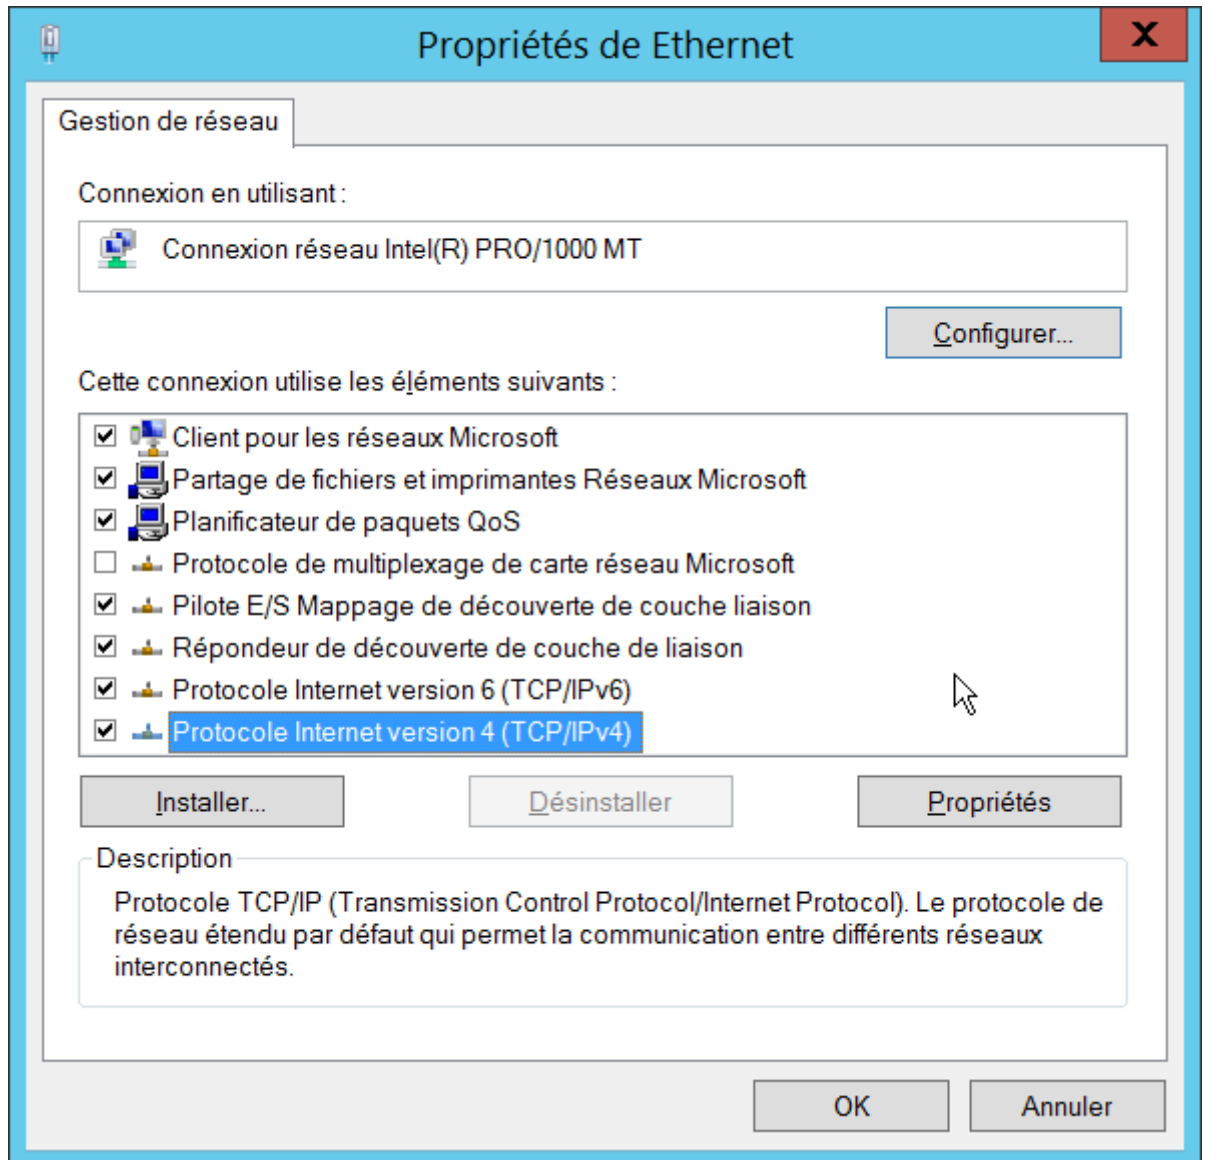 Propriétés de Ethernet
X
Gestion de réseau
Connexion en utilisant :
Connexion réseau Intel(R) PRO/1000 MT
Configurer...
Cette connexion utilise les éléments suivants :
Client pour les réseaux Microsoft
Partage de fichiers et imprimantes Réseaux Microsoft
Planificateur de paquets QoS
Protocole de multiplexage de carte réseau Microsoft
Pilote E/S Mappage de découverte de couche liaison
Répondeur de découverte de couche de liaison
Protocole Internet version 6 (TCP/IPv6)
Protocole Internet version 4 (TCP/IPv4)
Installer... Désinstaller Propriétés
Description
Protocole TCP/IP (Transmission Control Protocol/Internet Protocol). Le protocole de
réseau étendu par défaut qui permet la communication entre différents réseaux
interconnectés.
OK Annuler